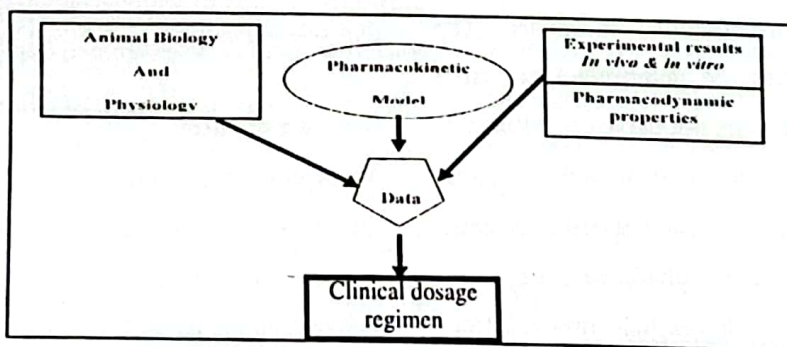 Animal Biology
And
Physiology
Pharmacokinetic
Model
Experimental results
In vivo & in vitro
Pharmacodynamic
properties
Data
Clinical dosage
regimen